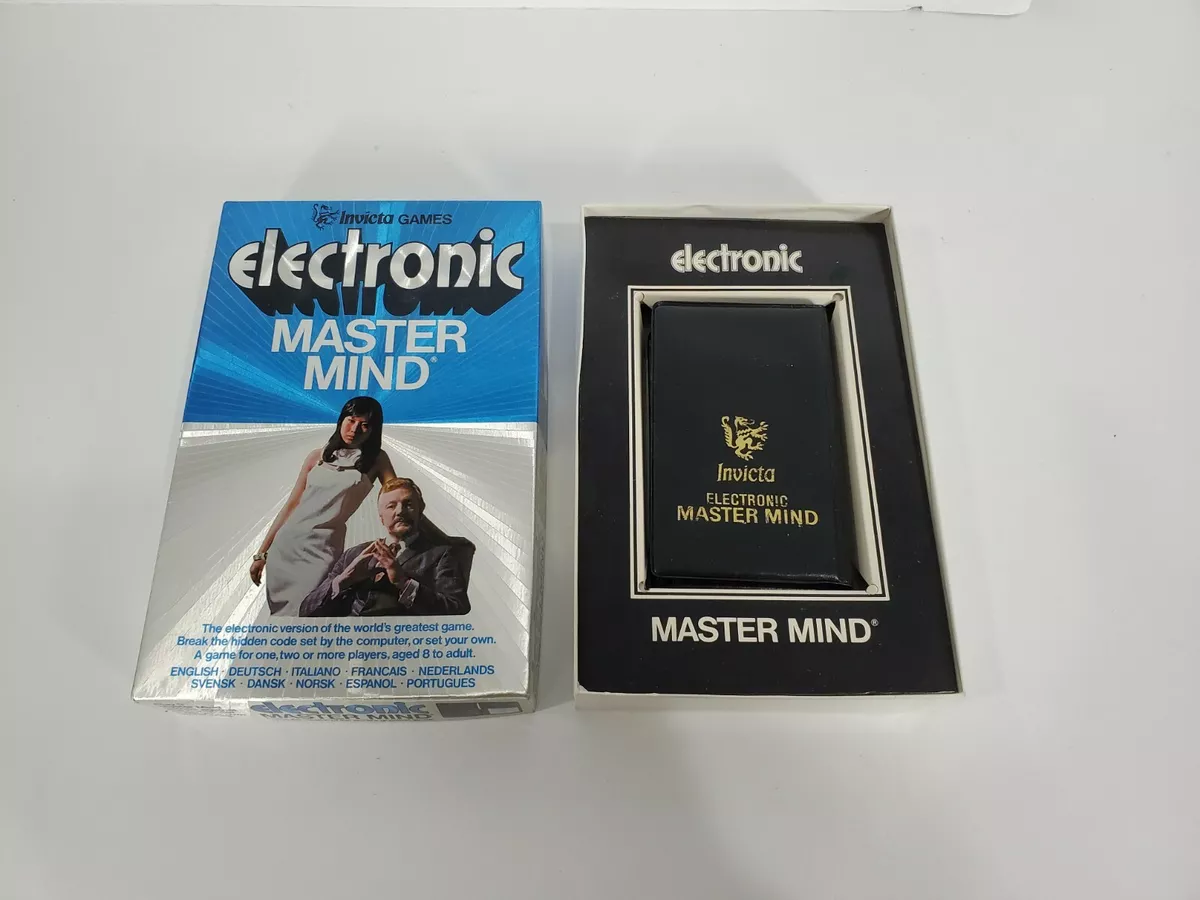 Invicta GAMES
electronic
MASTER
MIND®
The electronic version of the world's greatest game.
Break the hidden code set by the computer, or set your own.
A game for one, two or more players, aged 8 to adult.
ENGLISH · DEUTSCH · ITALIANO · FRANCAIS · NEDERLANDS
SVENSK · DANSK · NORSK · ESPANOL · PORTUGUES
electronic
MASTER MIND
electronic
Invicta
ELECTRONIC
MASTER MIND
MASTER MIND®